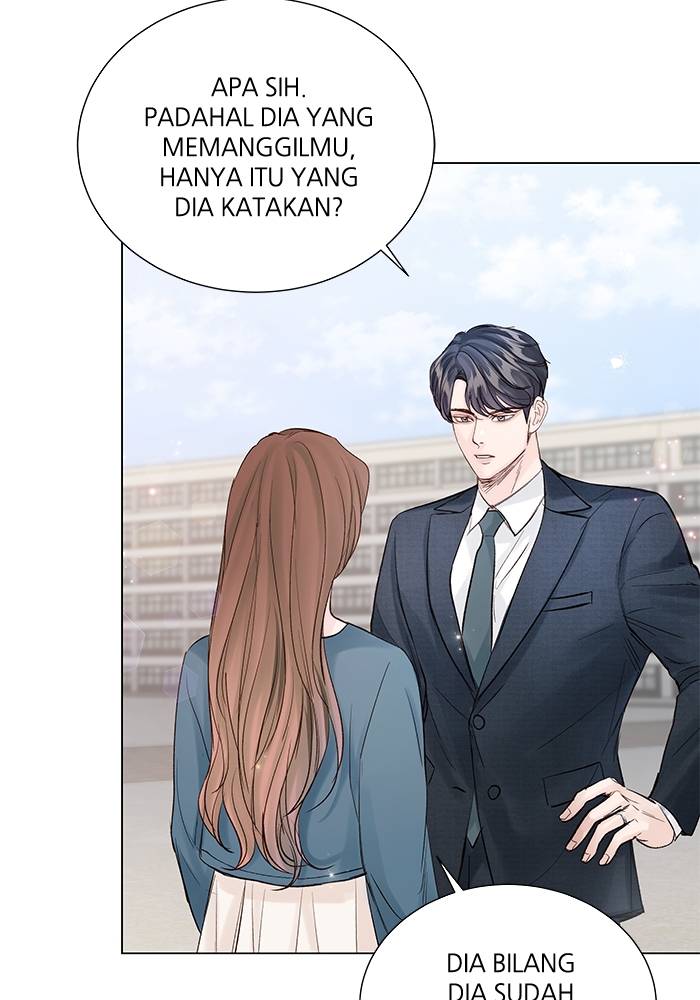 APA SIH.
PADAHAL DIA YANG
MEMANGGILMU,
HANYA ITU YANG
DIA KATAKAN?
DIA BILANG
DIA SUDAH